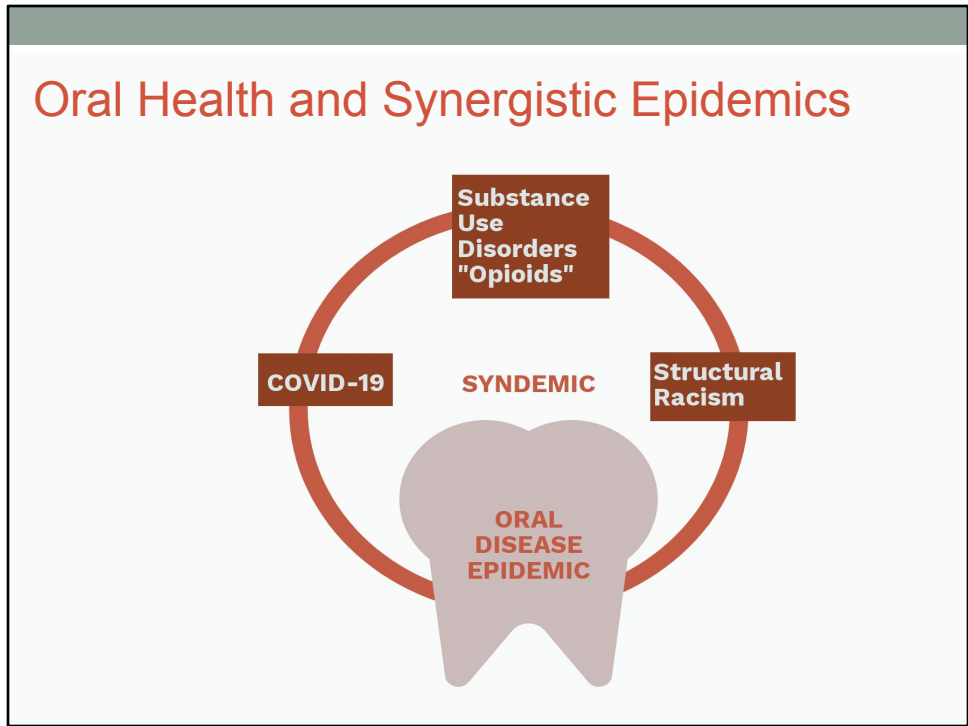 Oral Health and Synergistic Epidemics
Substance
Use
Disorders
"Opioids"
COVID-19
SYNDEMIC
Structural
Racism
ORAL
DISEASE
EPIDEMIC